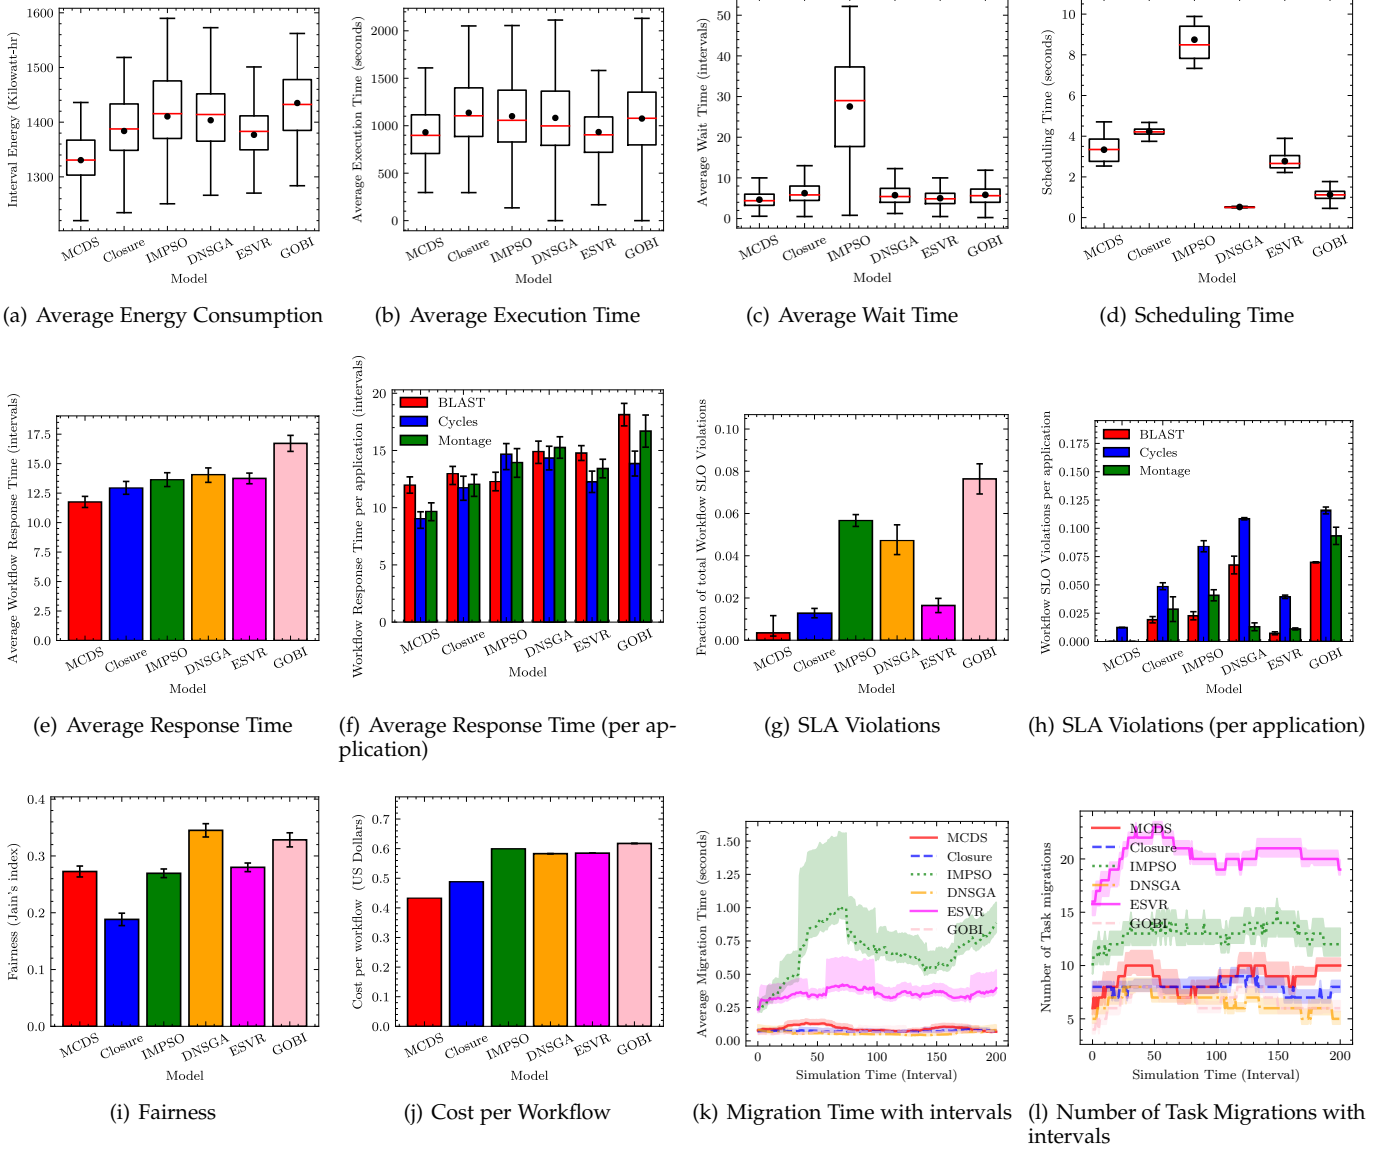 1600
1500
1400
1300
Interval Energy (Kilowatt-hr)
MCDS
Closure
IMPSO
DNSGA
ESVR
GOBI
Model
(a) Average Energy Consumption
2000
1500
1000
500
0
Average Execution Time (seconds)
MCDS
Closure
IMPSO
DNSGA
ESVR
GOBI
Model
(b) Average Execution Time
50
40
30
20
10
0
Average Wait Time (intervals)
MCDS
Closure
IMPSO
DNSGA
ESVR
GOBI
Model
(c) Average Wait Time
10
8
6
4
2
0
Scheduling Time (seconds)
MCDS
Closure
IMPSO
DNSGA
ESVR
GOBI
Model
(d) Scheduling Time
17.5
15.0
12.5
10.0
7.5
5.0
2.5
0.0
Average Workflow Response Time (intervals)
MCDS
Closure
IMPSO
DNSGA
ESVR
GOBI
Model
(e) Average Response Time
20
15
10
5
0
Workflow Response Time per application (intervals)
BLAST
Cycles
Montage
MCDS
Closure
IMPSO
DNSGA
ESVR
GOBI
Model
(f) Average Response Time (per ap-
plication)
0.10
0.08
0.06
0.04
0.02
0.00
Fraction of total Workflow SLO Violations
MCDS
Closure
IMPSO
DNSGA
ESVR
GOBI
Model
(g) SLA Violations
0.175
0.150
0.125
0.100
0.075
0.050
0.025
0.000
Workflow SLO Violations per application
BLAST
Cycles
Montage
MCDS
Closure
IMPSO
DNSGA
ESVR
GOBI
Model
(h) SLA Violations (per application)
0.4
0.3
0.2
0.1
0.0
Fairness (Jain's index)
MCDS
Closure
IMPSO
DNSGA
ESVR
GOBI
Model
(i) Fairness
0.7
0.6
0.5
0.4
0.3
0.2
0.1
0.0
Cost per workflow (US Dollars)
MCDS
Closure
IMPSO
DNSGA
ESVR
GOBI
Model
(j) Cost per Workflow
1.50
1.25
1.00
0.75
0.50
0.25
0.00
Average Migration Time (seconds)
MCDS
Closure
IMPSO
DNSGA
ESVR
GOBI
0
50
100
150
200
Simulation Time (Interval)
(k) Migration Time with intervals
20
15
10
5
Number of Task migrations
MCDS
Closure
IMPSO
DNSGA
ESVR
GOBI
0
50
100
150
200
Simulation Time (Interval)
(l) Number of Task Migrations with
intervals